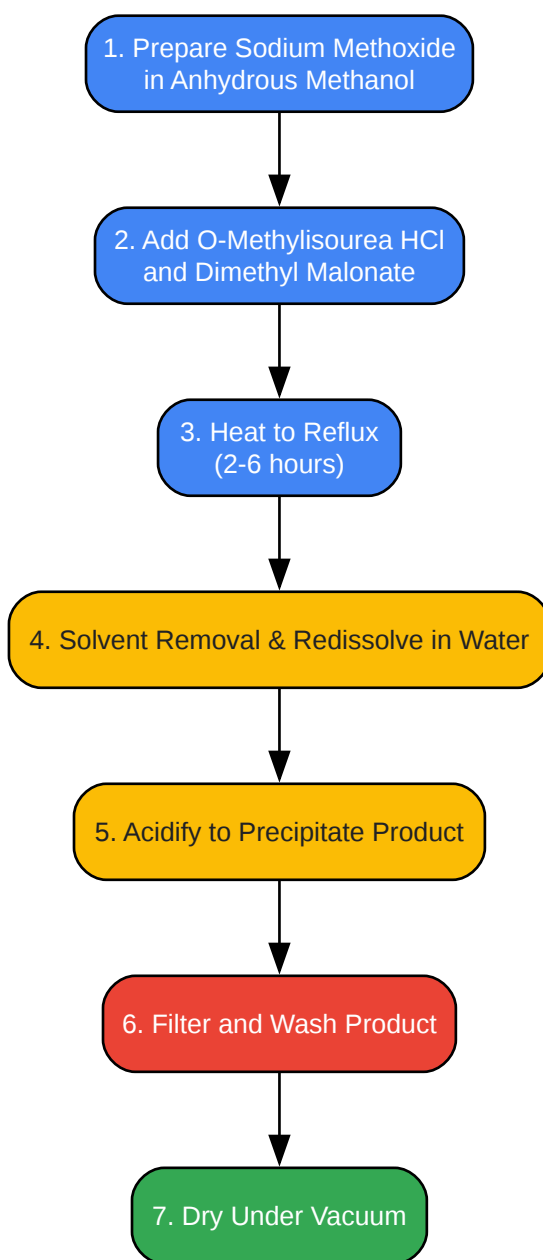 1. Prepare Sodium Methoxide
in Anhydrous Methanol
2. Add O-Methylisourea HCl
and Dimethyl Malonate
3. Heat to Reflux
(2-6 hours)
4. Solvent Removal & Redissolve in Water
5. Acidify to Precipitate Product
6. Filter and Wash Product
7. Dry Under Vacuum